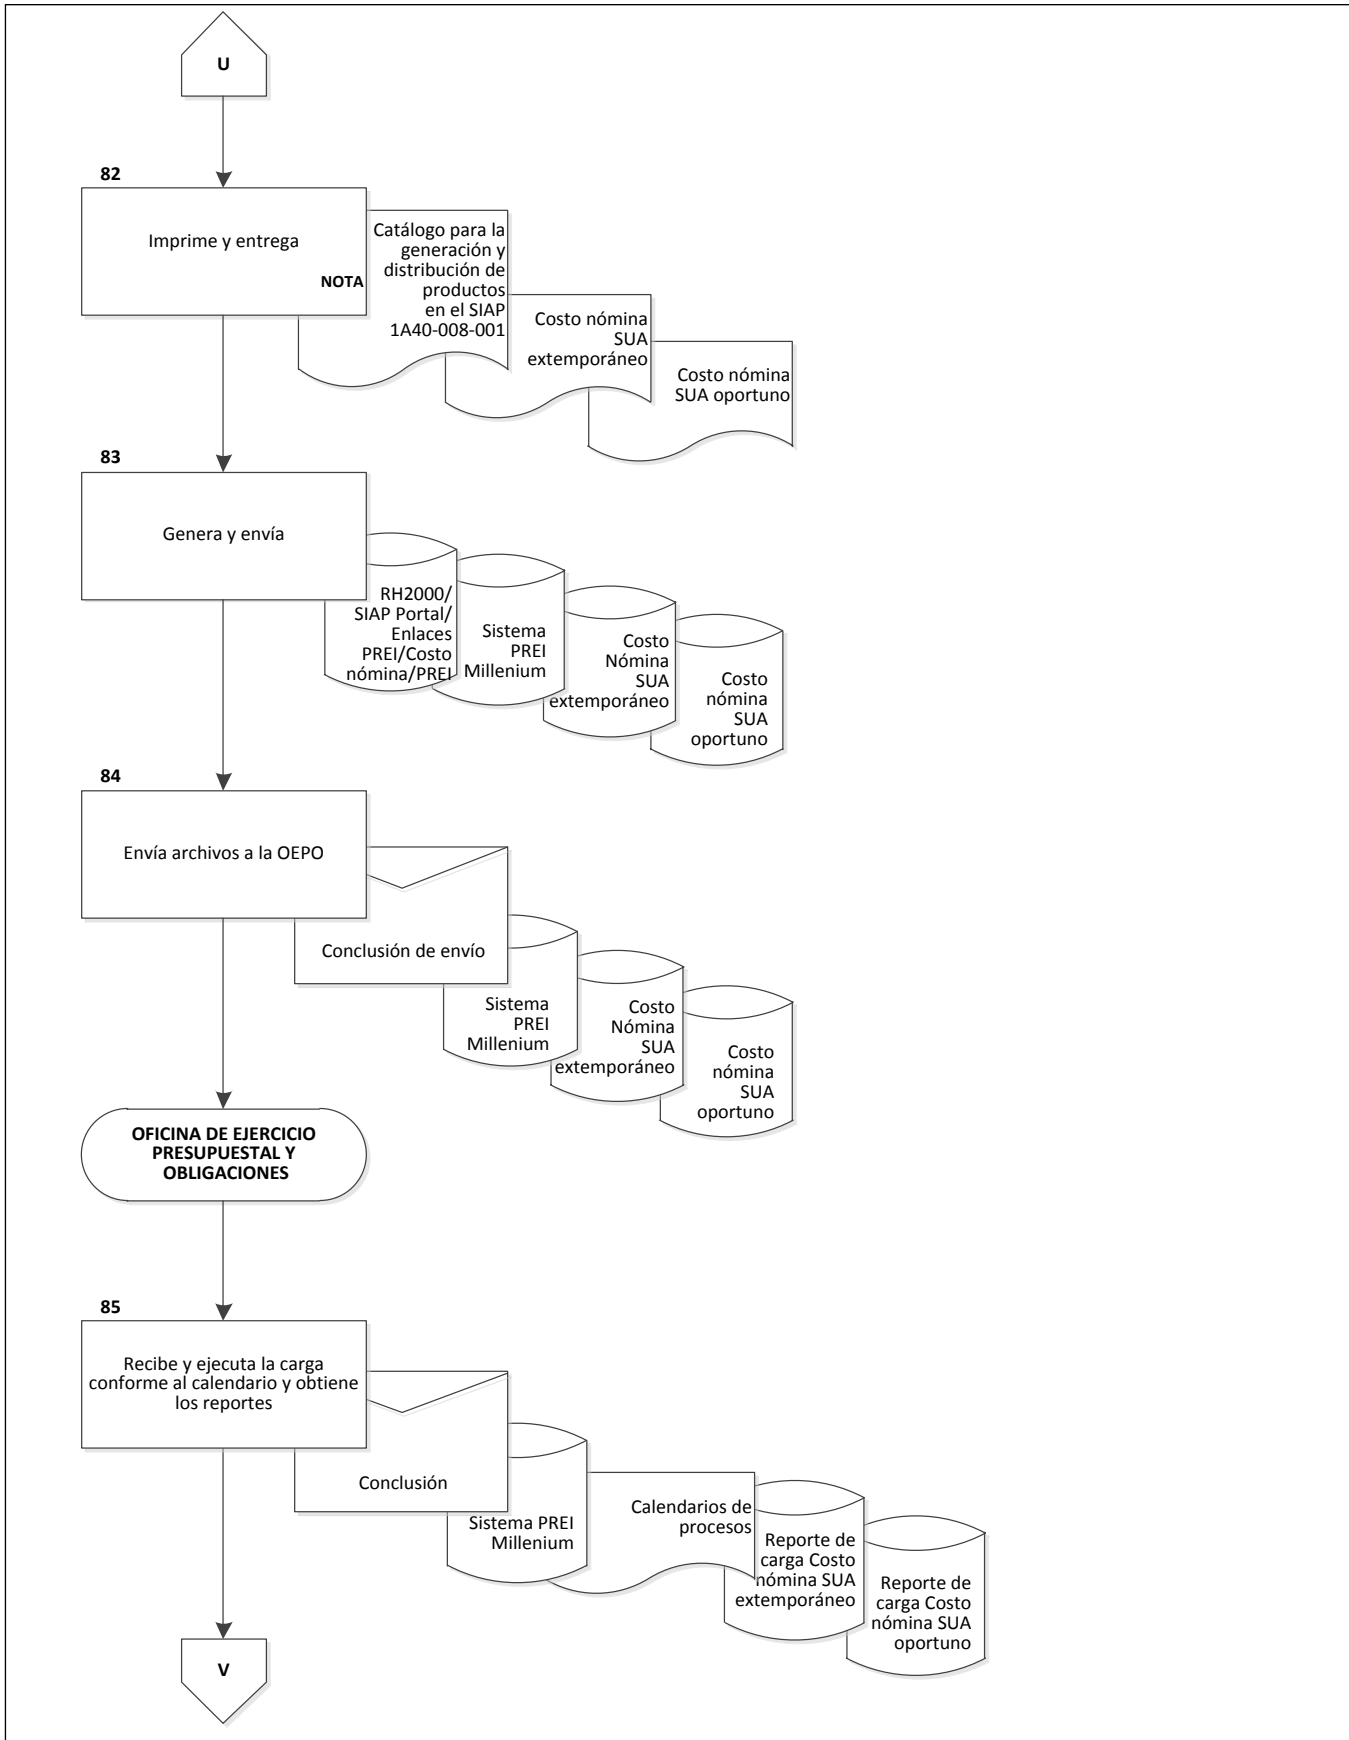 U
82
Imprime y entrega
NOTA
Catálogo para la
generación y
distribución de
productos
en el SIAP
1A40-008-001
Costo nómina
SUA
extemporáneo
Costo nómina
SUA oportuno
83
Genera y envía
RH2000/
SIAP Portal/
Enlaces
PREI/Costo
nómina/PREI
Sistema
PREI
Millenium
Costo
Nómina
SUA
extemporáneo
Costo
nómina
SUA
oportuno
84
Envía archivos a la OEPO
Conclusión de envío
Sistema
PREI
Millenium
Costo
Nómina
SUA
extemporáneo
Costo
nómina
SUA
oportuno
OFICINA DE EJERCICIO
PRESUPUESTAL Y
OBLIGACIONES
85
Recibe y ejecuta la carga
conforme al calendario y obtiene
los reportes
Conclusión
Sistema PREI
Millenium
Calendarios de
procesos
Reporte de
carga Costo
nómina SUA
extemporáneo
Reporte de
carga Costo
nómina SUA
oportuno
V